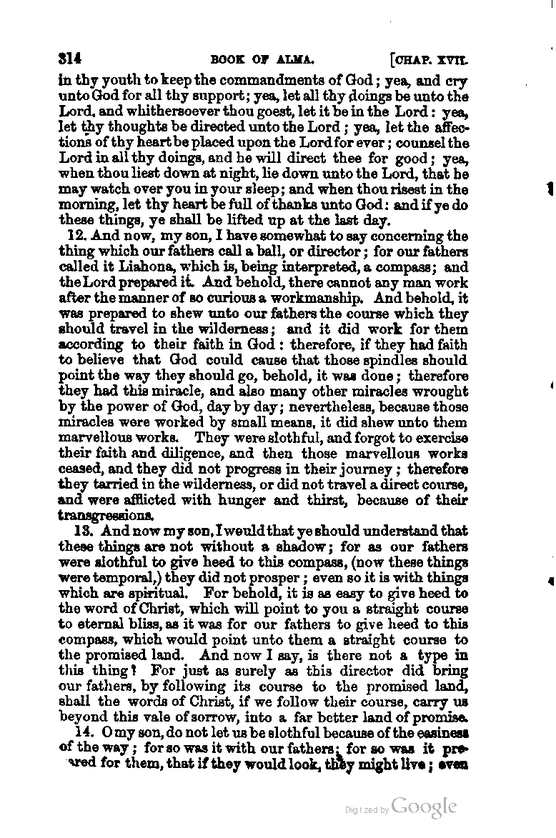 314 BOOK OF ALMA. [CHAP. XVII.
in thy youth to keep the commandments of God; yea, and cry
unto God for all thy support; yea, let all thy doings be unto the
Lord, and whithersoever thou goest, let it be in the Lord: yea,
let thy thoughts be directed unto the Lord; yea, let the affec-
tions of thy heart be placed upon the Lord for ever; counsel the
Lord in all thy doings, and he will direct thee for good; yea,
when thou liest down at night, lie down unto the Lord, that he
may watch over you in your sleep; and when thou risest in the
morning, let thy heart be full of thanks unto God: and if ye do
these things, ye shall be lifted up at the last day.
12. And now, my son, I have somewhat to say concerning the
thing which our fathers call a ball, or director; for our fathers
called it Liahona, which is, being interpreted, a compass; and
the Lord prepared it. And behold, there cannot any man work
after the manner of so curious a workmanship. And behold, it
was prepared to shew unto our fathers the course which they
should travel in the wilderness; and it did work for them
according to their faith in God: therefore, if they had faith
to believe that God could cause that those spindles should
point the way they should go, behold, it was done; therefore
they had this miracle, and also many other miracles wrought
by the power of God, day by day; nevertheless, because those
miracles were worked by small means, it did shew unto them
marvellous works. They were slothful, and forgot to exercise
their faith and diligence, and then those marvellous works
ceased, and they did not progress in their journey; therefore
they tarried in the wilderness, or did not travel a direct course,
and were afflicted with hunger and thirst, because of their
transgressions.
13. And now my son, I would that ye should understand that
these things are not without a shadow; for as our fathers
were slothful to give heed to this compass, (now these things
were temporal,) they did not prosper; even so it is with things
which are spiritual. For behold, it is as easy to give heed to
the word of Christ, which will point to you a straight course
to eternal bliss, as it was for our fathers to give heed to this
compass, which would point unto them a straight course to
the promised land. And now I say, is there not a type in
this thing? For just as surely as this director did bring
our fathers, by following its course to the promised land,
shall the words of Christ, if we follow their course, carry us
beyond this vale of sorrow, into a far better land of promise.
14. O my son, do not let us be slothful because of the easiness
of the way; for so was it with our fathers; for so was it pre-
ared for them, that if they would look, they might live; even
Digitized by Google